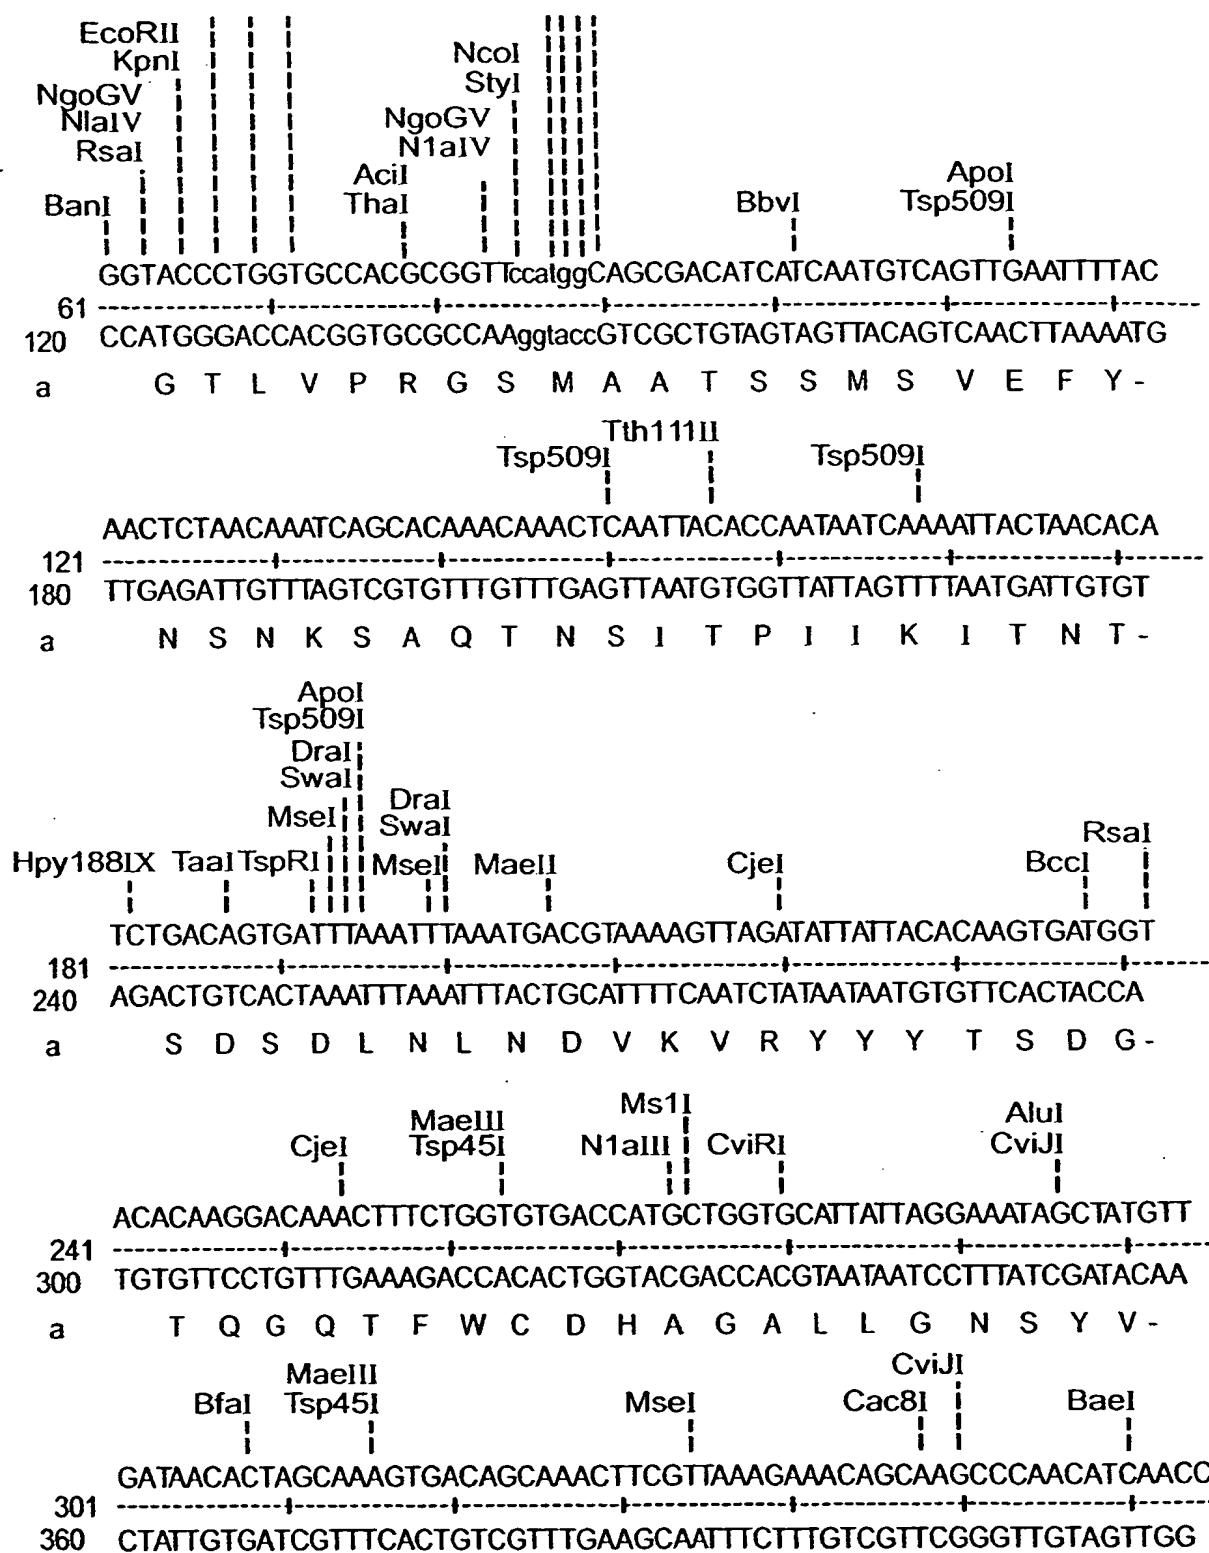 EcoRII
KpnI NcoI
NgoGV StyI
NlaIV NgoGV
RsaI N1aIV
AciI ApoI
BanI ThaI BbvI Tsp509I
GGTACCCTGGTGCCACGCGGTTccatggCAGCGACATCATCAATGTCAGTTGAATTTTAC
61
120 CCATGGGACCACGGTGCGCCAAggtaccGTCGCTGTAGTAGTTACAGTCAACTTAAAATG
a G T L V P R G S M A A T S S M S V E F Y -
Tth111II
Tsp509I Tsp509I
AACTCTAACAAATCAGCACAAACAAACTCAATTACACCAATAATCAAAATTACTAACACA
121
180 TTGAGATTGTTTAGTCGTGTTTGTTTGAGTTAATGTGGTTATTAGTTTTAATGATTGTGT
a N S N K S A Q T N S I T P I I K I T N T -
ApoI
Tsp509I
DraI
SwaI DraI
MseI SwaI RsaI
Hpy188IX TaaI TspRI MseI MaeII CjeI BccI
TCTGACAGTGATTTAAATTTAAATGACGTAAAAGTTAGATATTATTACACAAGTGATGGT
181
240 AGACTGTCACTAAATTTAAATTTACTGCATTTTCAATCTATAATAATGTGTTCACTACCA
a S D S D L N L N D V K V R Y Y Y T S D G -
Ms1I
MaeIII AluI
CjeI Tsp45I N1aIII CviRI CviJI
ACACAAGGACAAACTTTCTGGTGTGACCATGCTGGTGCATTATTAGGAAATAGCTATGTT
241
300 TGTGTTCCTGTTTGAAAGACCACACTGGTACGACCACGTAATAATCCTTTATCGATACAA
a T Q G Q T F W C D H A G A L L G N S Y V -
CviJI
MaeIII
BfaI Tsp45I MseI Cac8I BaeI
GATAACACTAGCAAAGTGACAGCAAACTTCGTTAAAGAAACAGCAAGCCCAACATCAACC
301
360 CTATTGTGATCGTTTCACTGTCGTTTGAAGCAATTTCTTTGTCGTTCGGGTTGTAGTTGG